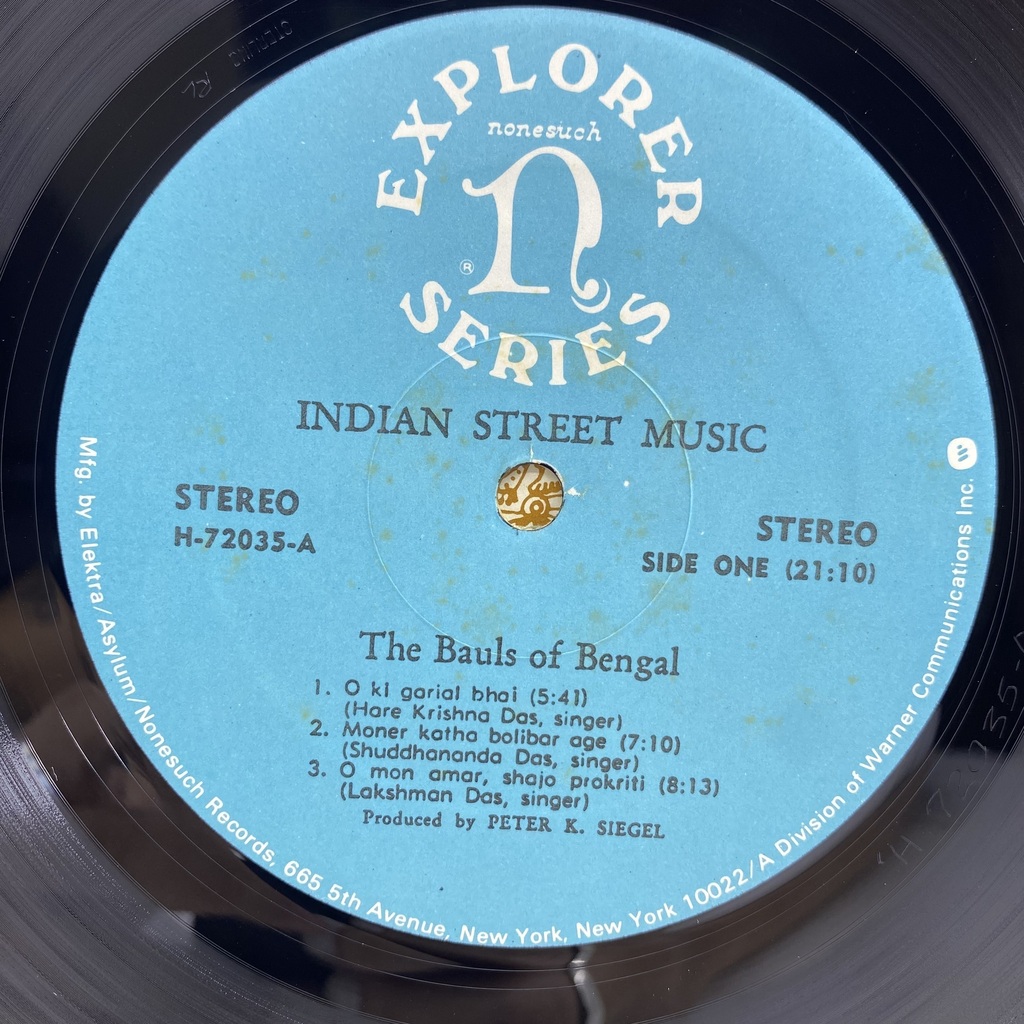 EXPLORER
nonesuch
n
®
SERIES
INDIAN STREET MUSIC
STEREO
H-72035-A
STEREO
SIDE ONE (21:10)
The Bauls of Bengal
1. O ki garial bhai (5:41)
(Hare Krishna Das, singer)
2. Moner katha bolibar age (7:10)
(Shuddhananda Das, singer)
3. O mon amar, shajo prokriti (8:13)
(Lakshman Das, singer)
Produced by PETER K. SIEGEL
Mfg. by Elektra/Asylum/Nonesuch Records, 665 5th Avenue, New York, New York 10022/A Division of Warner Communications Inc.